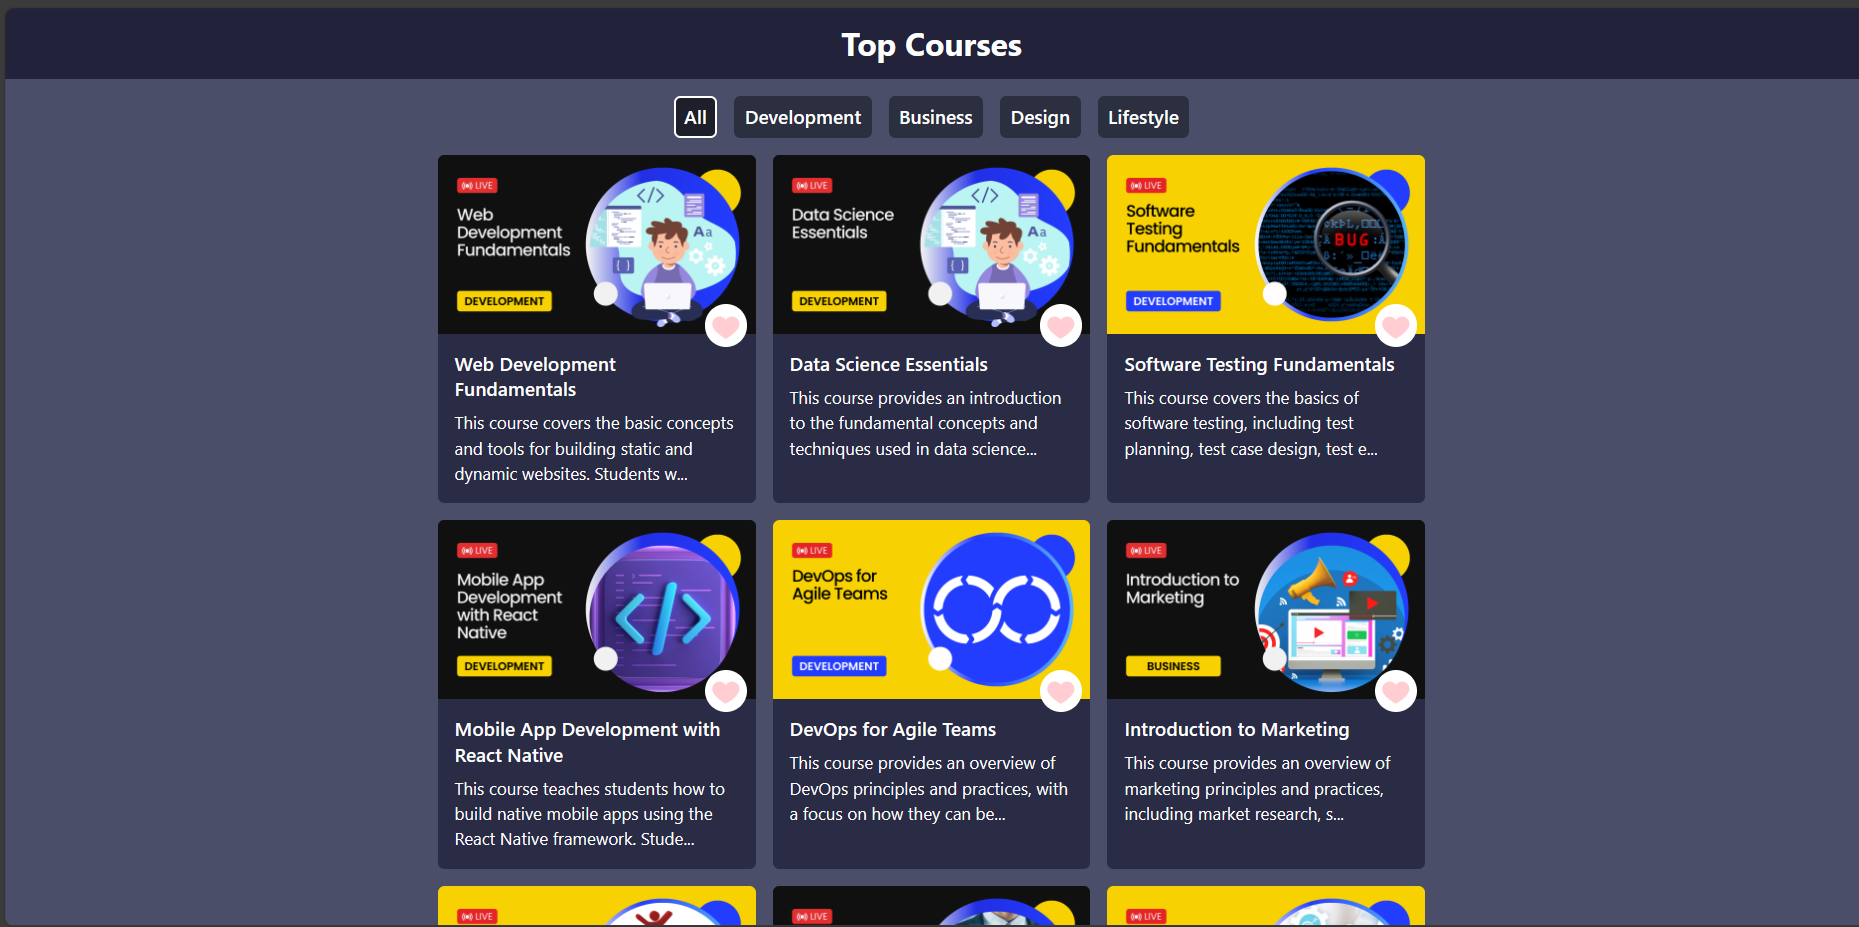 Top Courses
All
Development
Business
Design
Lifestyle
LIVE
Web
Development
Fundamentals
DEVELOPMENT
LIVE
Data Science
Essentials
DEVELOPMENT
LIVE
Software
Testing
Fundamentals
BUG
DEVELOPMENT
Web Development
Fundamentals
This course covers the basic concepts
and tools for building static and
dynamic websites. Students w...
Data Science Essentials
This course provides an introduction
to the fundamental concepts and
techniques used in data science...
Software Testing Fundamentals
This course covers the basics of
software testing, including test
planning, test case design, test e...
LIVE
Mobile App
Development
with React
Native
DEVELOPMENT
LIVE
DevOps for
Agile Teams
DEVELOPMENT
LIVE
Introduction to
Marketing
BUSINESS
Mobile App Development with
React Native
This course teaches students how to
build native mobile apps using the
React Native framework. Stude...
DevOps for Agile Teams
This course provides an overview of
DevOps principles and practices, with
a focus on how they can be...
Introduction to Marketing
This course provides an overview of
marketing principles and practices,
including market research, s...
LIVE
LIVE
LIVE